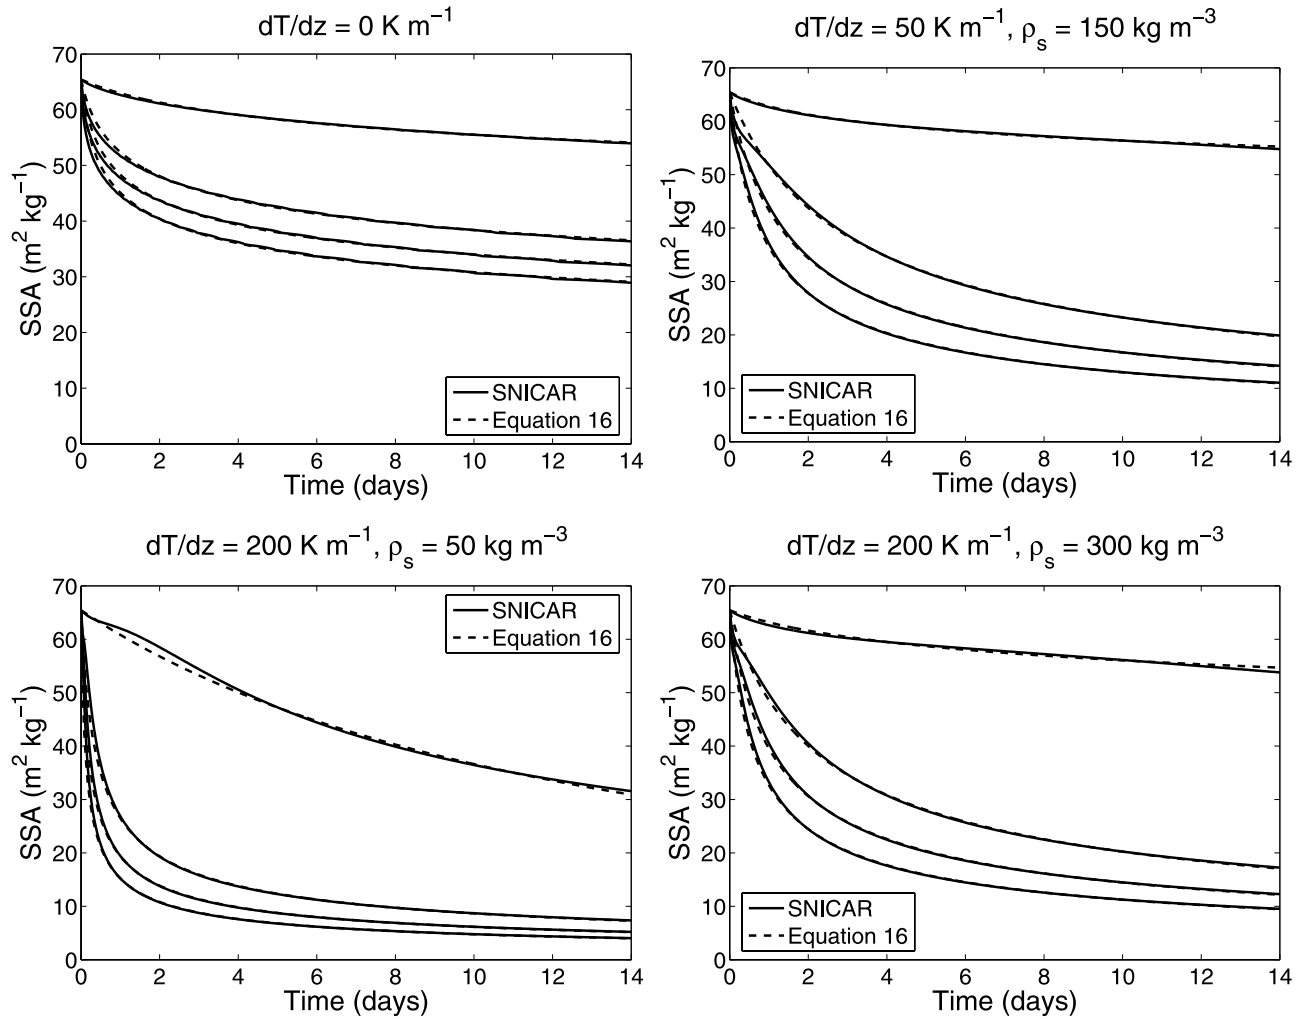 dT/dz = 0 K m⁻¹
70
60
50
40
30
20
10
0
SSA (m² kg⁻¹)
SNICAR
Equation 16
0 2 4 6 8 10 12 14
Time (days)
dT/dz = 50 K m⁻¹, ρₛ = 150 kg m⁻³
70
60
50
40
30
20
10
0
SSA (m² kg⁻¹)
SNICAR
Equation 16
0 2 4 6 8 10 12 14
Time (days)
dT/dz = 200 K m⁻¹, ρₛ = 50 kg m⁻³
70
60
50
40
30
20
10
0
SSA (m² kg⁻¹)
SNICAR
Equation 16
0 2 4 6 8 10 12 14
Time (days)
dT/dz = 200 K m⁻¹, ρₛ = 300 kg m⁻³
70
60
50
40
30
20
10
0
SSA (m² kg⁻¹)
SNICAR
Equation 16
0 2 4 6 8 10 12 14
Time (days)